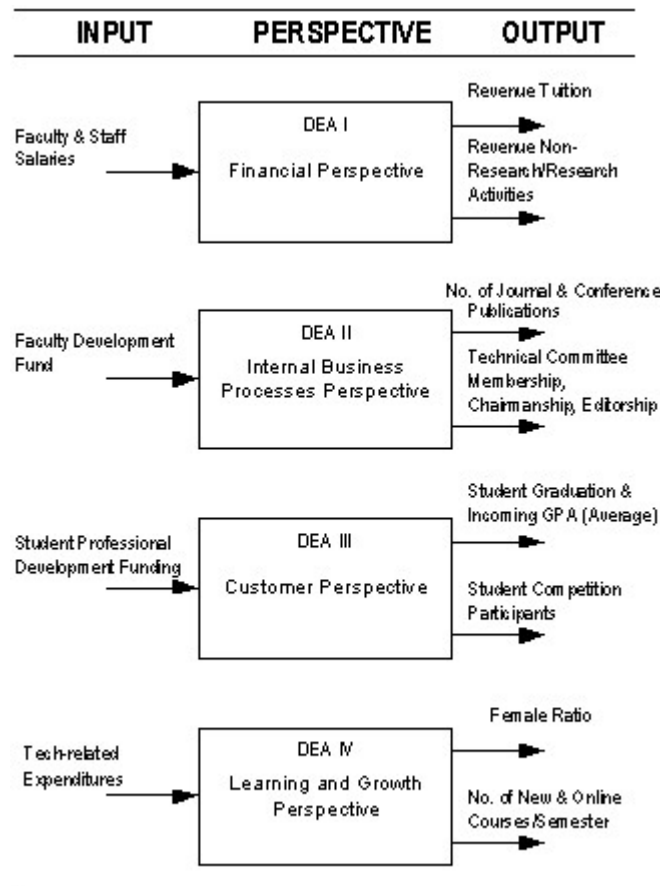 INPUT PERSPECTIVE OUTPUT
Faculty & Staff
Salaries
DEA I
Financial Perspective
Revenue Tuition
Revenue Non-
Research/Research
Activities
Faculty Development
Fund
DEA II
Internal Business
Processes Perspective
No. of Journal & Conference
Publications
Technical Committee
Membership,
Chairmanship, Editorship
Student Professional
Development Funding
DEA III
Customer Perspective
Student Graduation &
Incoming GPA (Average)
Student Competition
Participants
Tech-related
Expenditures
DEA IV
Learning and Growth
Perspective
Female Ratio
No. of New & Online
Courses/Semester